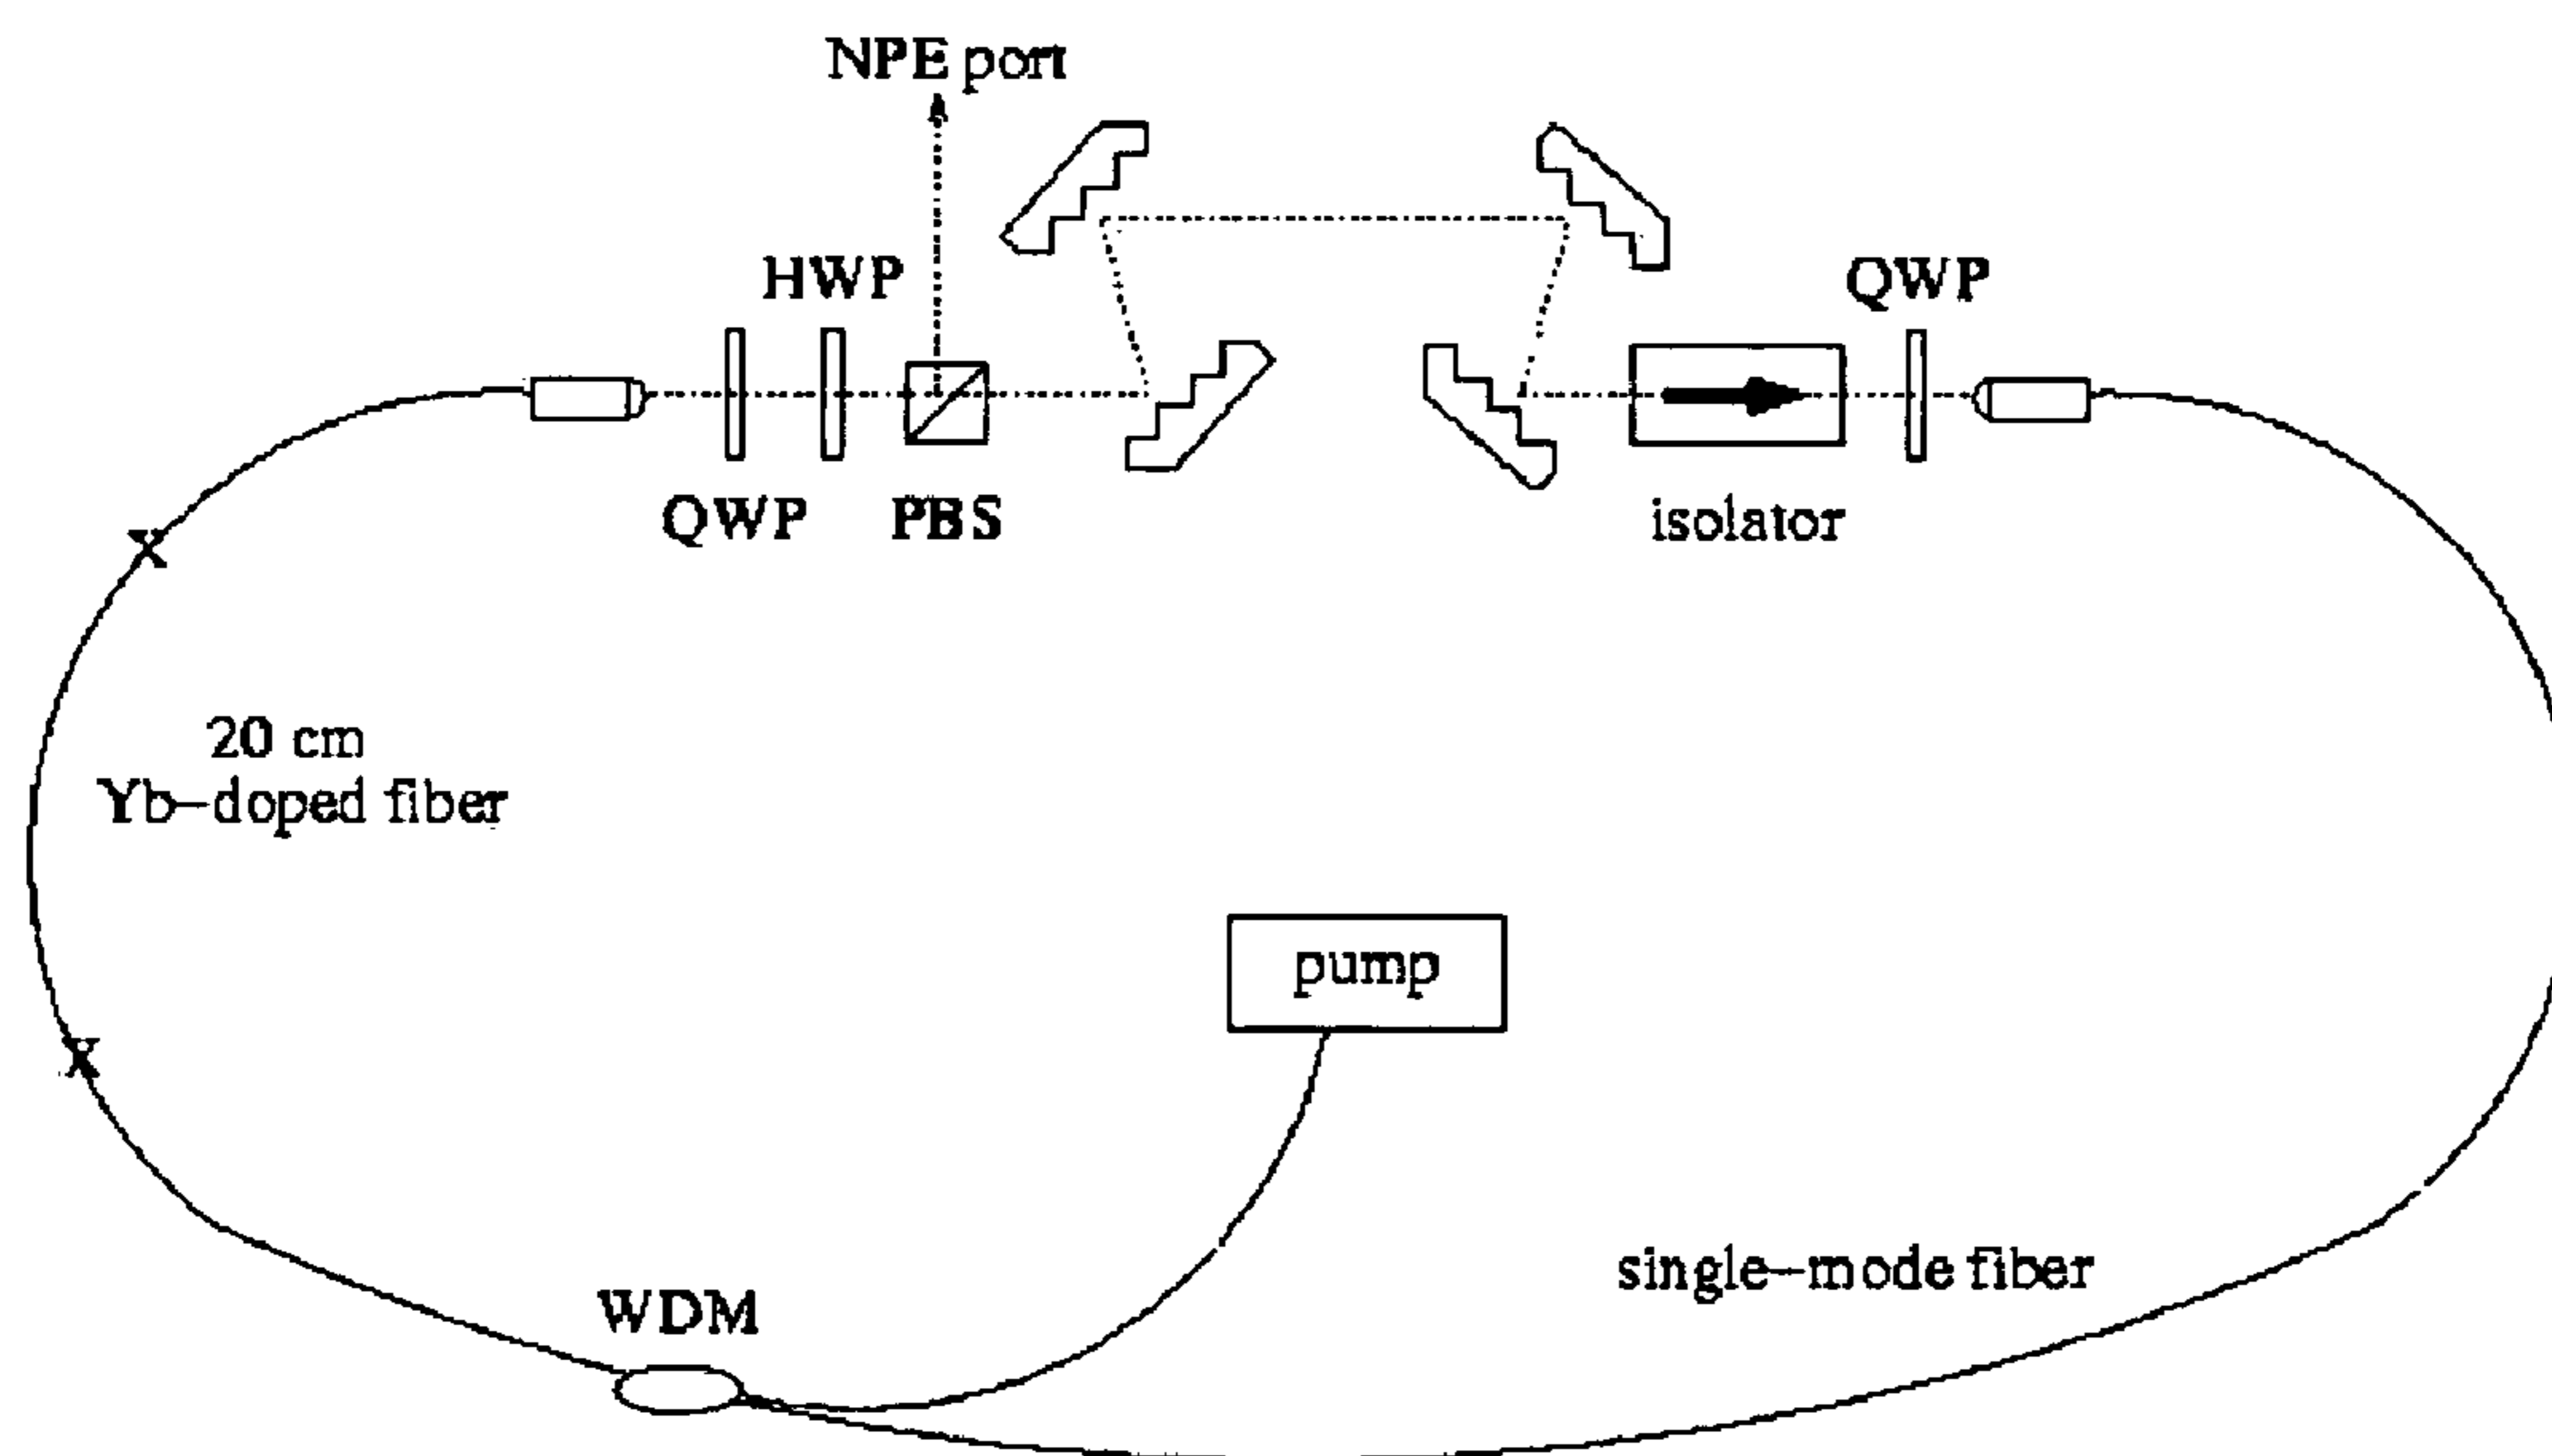 NPE port
HWP
QWP
QWP
PBS
isolator
20 cm
Yb-doped fiber
pump
single-mode fiber
WDM
X
X